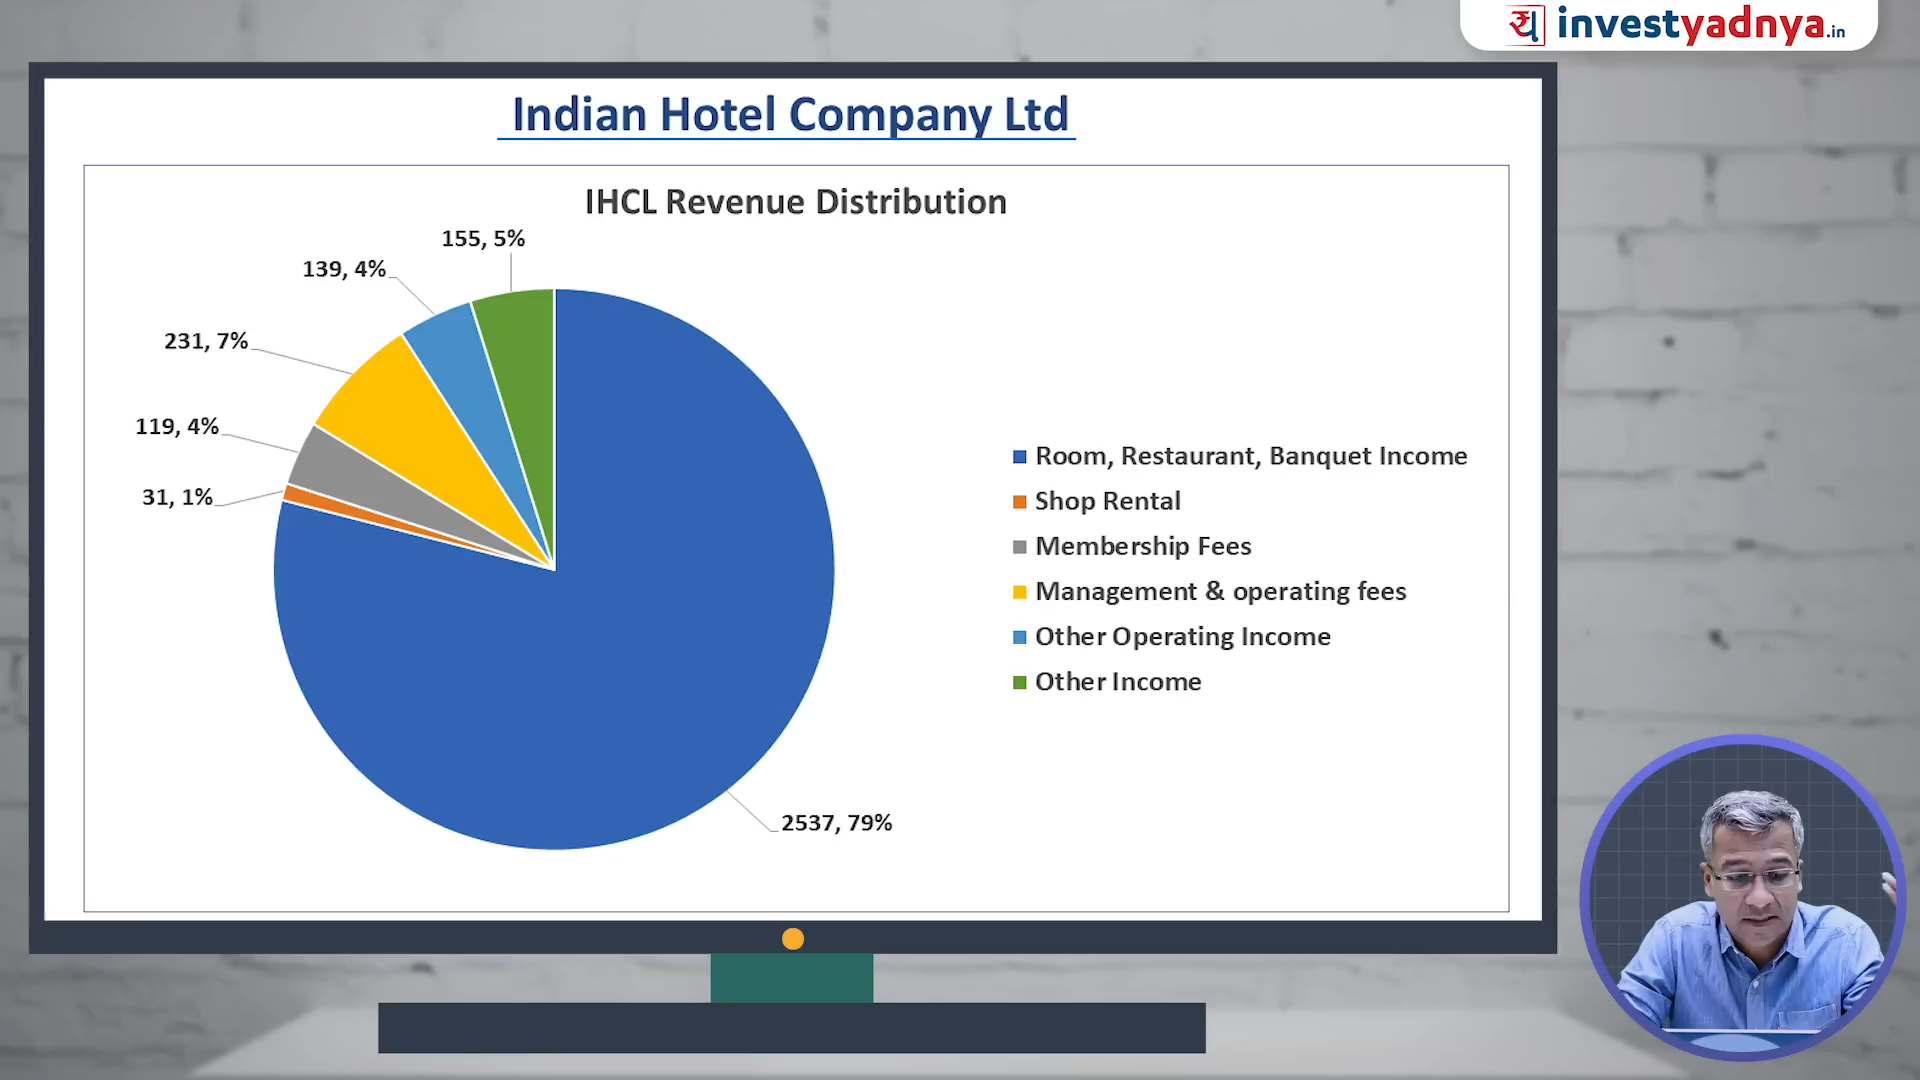 य investyadnya.in
Indian Hotel Company Ltd
IHCL Revenue Distribution
155, 5%
139, 4%
231, 7%
119, 4%
31, 1%
2537, 79%
Room, Restaurant, Banquet Income
Shop Rental
Membership Fees
Management & operating fees
Other Operating Income
Other Income